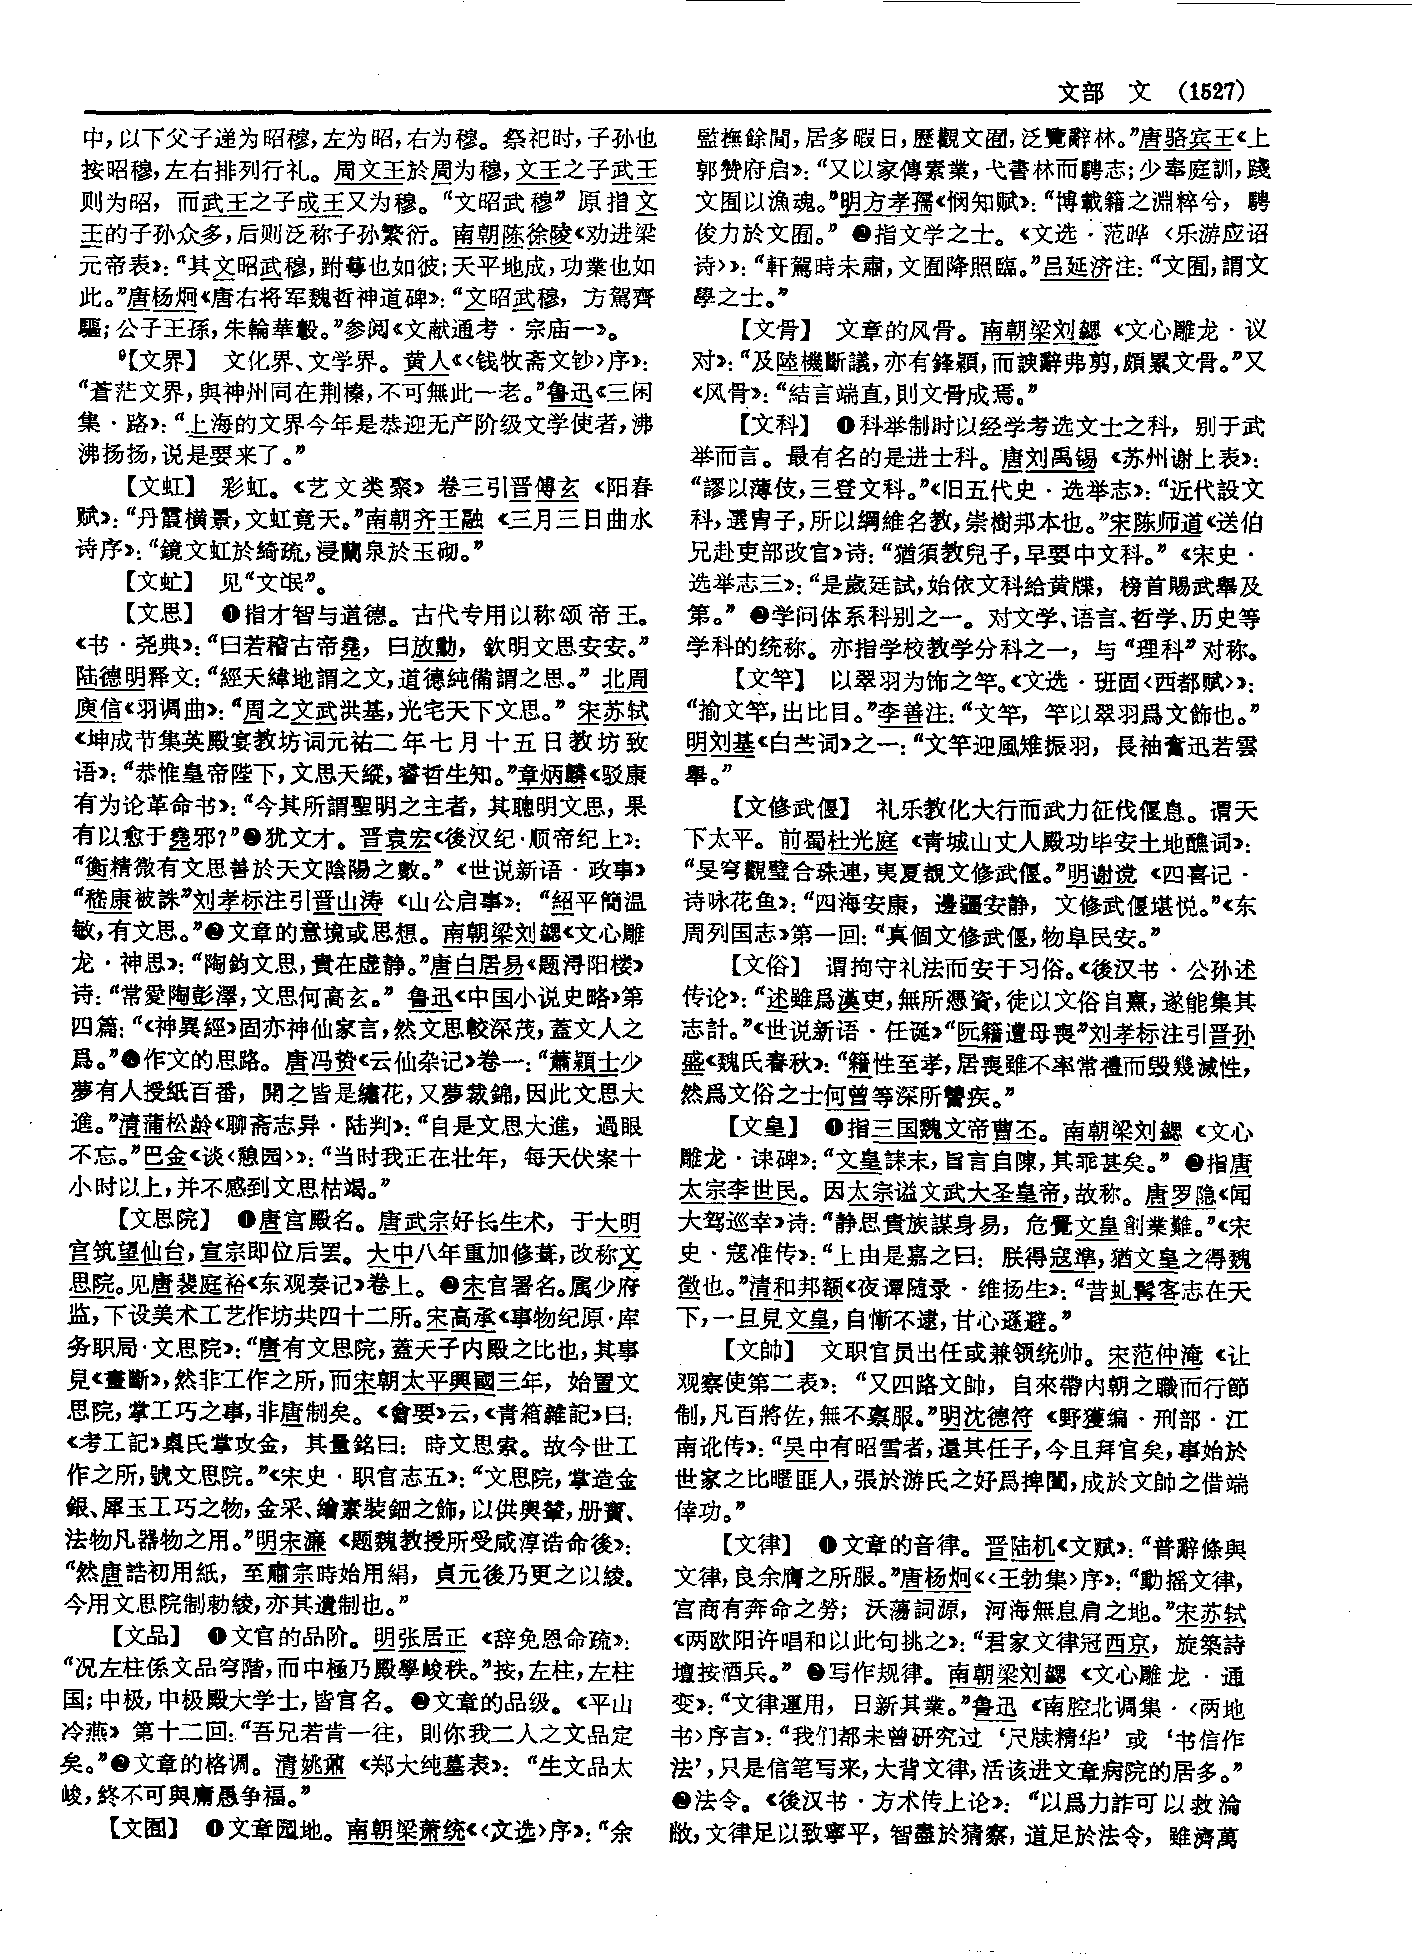 文部 文 (1527)
中，以下父子递为昭穆，左为昭，右为穆。祭祀时，子孙也
按昭穆，左右排列行礼。周文王於周为穆，文王之子武王
则为昭，而武王之子成王又为穆。“文昭武穆”原指文
王的子孙众多，后则泛称子孙繁衍。南朝陈徐陵《劝进梁
元帝表》：“其文昭武穆，跗萼也如彼；天平地成，功業也如
此。”唐杨炯《唐右将军魏哲神道碑》：“文昭武穆，方駕齊
驅；公子王孫，朱輪華轂。”参阅《文献通考·宗庙一》。
【文界】 文化界、文学界。黄人《〈钱牧斋文钞〉序》：
“蒼茫文界，與神州同在荆榛，不可無此一老。”鲁迅《三闲
集·路》：“上海的文界今年是恭迎无产阶级文学使者，沸
沸扬扬，说是要来了。”
【文虹】 彩虹。《艺文类聚》卷三引晋傅玄《阳春
赋》：“丹霞横景，文虹竟天。”南朝齐王融《三月三日曲水
诗序》：“鏡文虹於綺疏，浸蘭泉於玉砌。”
【文虻】 见“文氓”。
【文思】 ❶指才智与道德。古代专用以称颂帝王。
《书·尧典》：“曰若稽古帝堯，曰放勳，欽明文思安安。”
陆德明释文：“經天緯地謂之文，道德純備謂之思。”北周
庾信《羽调曲》：“周之文武洪基，光宅天下文思。”宋苏轼
《坤成节集英殿宴教坊词元祐二年七月十五日教坊致
语》：“恭惟皇帝陛下，文思天縱，睿哲生知。”章炳麟《驳康
有为论革命书》：“今其所謂聖明之主者，其聰明文思，果
有以愈于堯邪？”❷犹文才。晋袁宏《後汉纪·顺帝纪上》：
“衡精微有文思善於天文陰陽之數。”《世说新语·政事》
“嵇康被誅”刘孝标注引晋山涛《山公启事》：“紹平簡温
敏，有文思。”❸文章的意境或思想。南朝梁刘勰《文心雕
龙·神思》：“陶鈞文思，貴在虚静。”唐白居易《题浔阳楼》
诗：“常愛陶彭澤，文思何高玄。”鲁迅《中国小说史略》第
四篇：“《神異經》固亦神仙家言，然文思較深茂，蓋文人之
爲。”❹作文的思路。唐冯贽《云仙杂记》卷一：“蕭穎士少
夢有人授紙百番，開之皆是繡花，又夢裁錦，因此文思大
進。”清蒲松龄《聊斋志异·陆判》：“自是文思大進，過眼
不忘。”巴金《谈〈憩园〉》：“当时我正在壮年，每天伏案十
小时以上，并不感到文思枯竭。”
【文思院】 ❶唐宫殿名。唐武宗好长生术，于大明
宫筑望仙台，宣宗即位后罢。大中八年重加修葺，改称文
思院。见唐裴庭裕《东观奏记》卷上。❷宋官署名。属少府
监，下设美术工艺作坊共四十二所。宋高承《事物纪原·库
务职局·文思院》：“唐有文思院，蓋天子内殿之比也，其事
見《畫斷》，然非工作之所，而宋朝太平興國三年，始置文
思院，掌工巧之事，非唐制矣。《會要》云，《青箱雜記》曰：
《考工記》㮚氏掌攻金，其量銘曰：時文思索。故今世工
作之所，號文思院。”《宋史·职官志五》：“文思院，掌造金
銀、犀玉工巧之物，金采、繪素裝鈿之飾，以供輿輦，册寶、
法物凡器物之用。”明宋濂《题魏教授所受咸淳诰命後》：
“然唐誥初用紙，至肅宗時始用絹，貞元後乃更之以綾。
今用文思院制勅綾，亦其遺制也。”
【文品】 ❶文官的品阶。明张居正《辞免恩命疏》：
“况左柱係文品穹階，而中極乃殿學峻秩。”按，左柱，左柱
国；中极，中极殿大学士，皆官名。❷文章的品级。《平山
冷燕》第十二回：“吾兄若肯一往，則你我二人之文品定
矣。”❸文章的格调。清姚鼐《郑大纯墓表》：“生文品太
峻，終不可與庸愚争福。”
【文囿】 ❶文章园地。南朝梁萧统《〈文选〉序》：“余
監撫餘閒，居多暇日，歷觀文囿，泛覽辭林。”唐骆宾王《上
郭赞府启》：“又以家傳素業，弋書林而騁志；少奉庭訓，踐
文囿以漁魂。”明方孝孺《悯知赋》：“博載籍之淵粹兮，騁
俊力於文囿。”❷指文学之士。《文选·范晔〈乐游应诏
诗〉》：“軒駕時未肅，文囿降照臨。”吕延济注：“文囿，謂文
學之士。”
【文骨】 文章的风骨。南朝梁刘勰《文心雕龙·议
对》：“及陸機斷議，亦有鋒穎，而諛辭弗剪，頗累文骨。”又
《风骨》：“結言端直，則文骨成焉。”
【文科】 ❶科举制时以经学考选文士之科，别于武
举而言。最有名的是进士科。唐刘禹锡《苏州谢上表》：
“謬以薄伎，三登文科。”《旧五代史·选举志》：“近代設文
科，選胄子，所以綱維名教，崇樹邦本也。”宋陈师道《送伯
兄赴吏部改官》诗：“猶須教兒子，早要中文科。”《宋史·
选举志三》：“是歲廷試，始依文科給黄牒，榜首賜武舉及
第。”❷学问体系科别之一。对文学、语言、哲学、历史等
学科的统称。亦指学校教学分科之一，与“理科”对称。
【文竿】 以翠羽为饰之竿。《文选·班固〈西都赋〉》：
“揄文竿，出比目。”李善注：“文竿，竿以翠羽爲文飾也。”
明刘基《白苎词》之一：“文竿迎風雉振羽，長袖奮迅若雲
舉。”
【文修武偃】 礼乐教化大行而武力征伐偃息。谓天
下太平。前蜀杜光庭《青城山丈人殿功毕安土地醮词》：
“旻穹觀璧合珠連，夷夏覩文修武偃。”明谢谠《四喜记·
诗咏花鱼》：“四海安康，邊疆安静，文修武偃堪悦。”《东
周列国志》第一回：“真個文修武偃，物阜民安。”
【文俗】 谓拘守礼法而安于习俗。《後汉书·公孙述
传论》：“述雖爲漢吏，無所憑資，徒以文俗自熹，遂能集其
志計。”《世说新语·任诞》“阮籍遭母喪”刘孝标注引晋孙
盛《魏氏春秋》：“籍性至孝，居喪雖不率常禮而毁幾滅性，
然爲文俗之士何曾等深所讐疾。”
【文皇】 ❶指三国魏文帝曹丕。南朝梁刘勰《文心
雕龙·诔碑》：“文皇誄末，旨言自陳，其乖甚矣。”❷指唐
太宗李世民。因太宗谥文武大圣皇帝，故称。唐罗隐《闻
大驾巡幸》诗：“静思貴族謀身易，危覺文皇創業難。”《宋
史·寇准传》：“上由是嘉之曰：朕得寇準，猶文皇之得魏
徵也。”清和邦额《夜谭随录·维扬生》：“昔虬髯客志在天
下，一旦見文皇，自慚不逮，甘心遜避。”
【文帥】 文职官员出任或兼领统帅。宋范仲淹《让
观察使第二表》：“又四路文帥，自來帶内朝之職而行節
制，凡百將佐，無不禀服。”明沈德符《野獲编·刑部·江
南讹传》：“吴中有昭雪者，還其任子，今且拜官矣，事始於
世家之比暱匪人，張於游氏之好爲捭闔，成於文帥之借端
倖功。”
【文律】 ❶文章的音律。晋陆机《文赋》：“普辭條與
文律，良余膺之所服。”唐杨炯《〈王勃集〉序》：“動摇文律，
宫商有奔命之勞；沃蕩詞源，河海無息肩之地。”宋苏轼
《两欧阳许唱和以此句挑之》：“君家文律冠西京，旋築詩
壇按酒兵。”❷写作规律。南朝梁刘勰《文心雕龙·通
变》：“文律運用，日新其業。”鲁迅《南腔北调集·〈两地
书〉序言》：“我们都未曾研究过‘尺牍精华’或‘书信作
法’，只是信笔写来，大背文律，活该进文章病院的居多。”
❸法令。《後汉书·方术传上论》：“以爲力詐可以救淪
敝，文律足以致寧平，智盡於猜察，道足於法令，雖濟萬